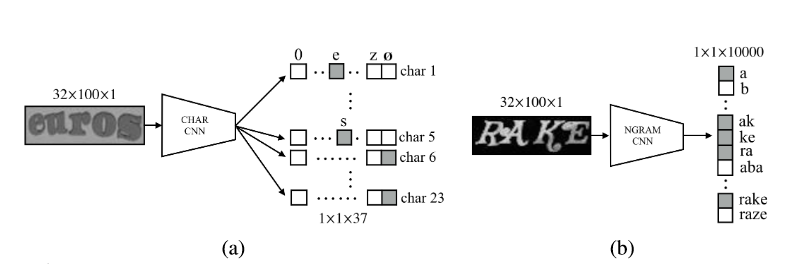 0 e z ø
char 1
32×100×1
euros
CHAR
CNN
s
char 5
char 6
char 23
1×1×37
(a)
1×1×10000
a
b
32×100×1
RAKE
NGRAM
CNN
ak
ke
ra
aba
rake
raze
(b)